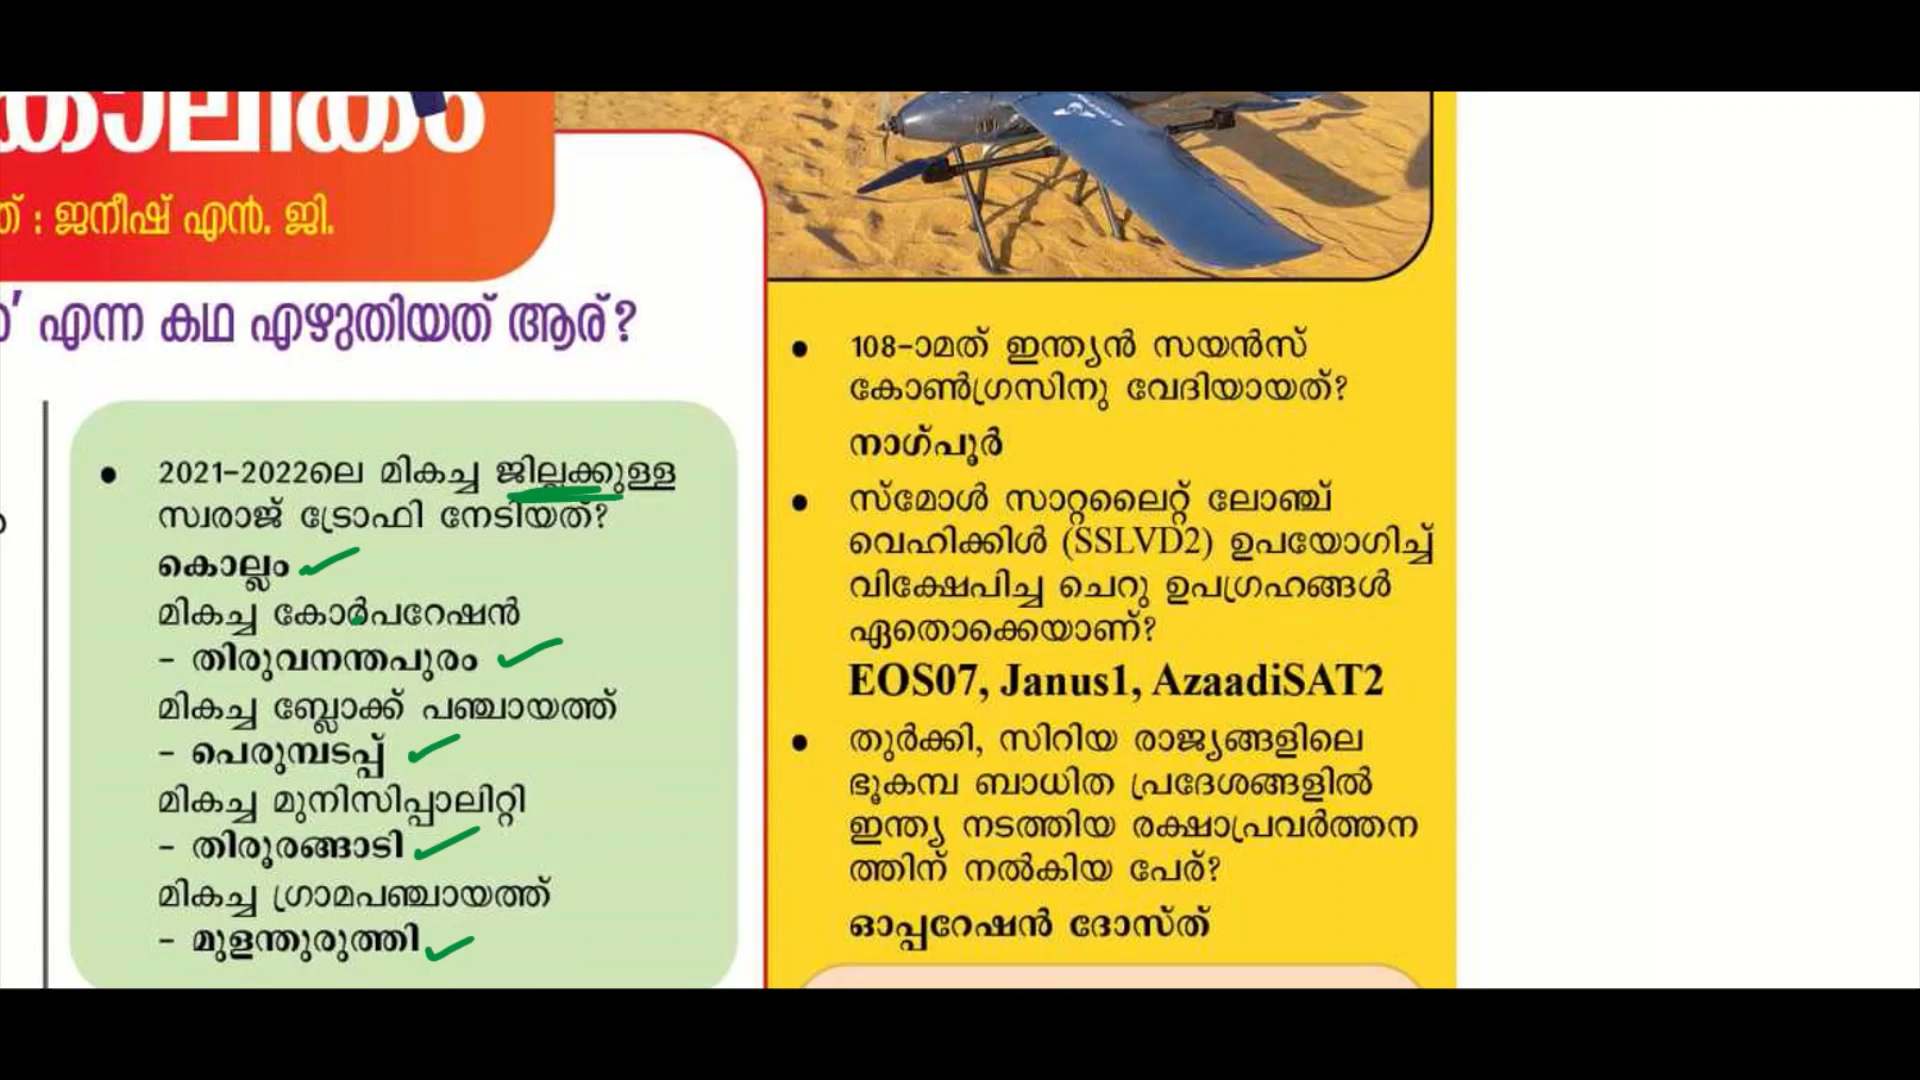 കാലികം
ത് : ജനീഷ് എൻ. ജി.
' എന്ന കഥ എഴുതിയത് ആര്?
• 2021-2022ലെ മികച്ച ജില്ലക്കുള്ള
സ്വരാജ് ട്രോഫി നേടിയത്?
കൊല്ലം
മികച്ച കോർപറേഷൻ
- തിരുവനന്തപുരം
മികച്ച ബ്ലോക്ക് പഞ്ചായത്ത്
- പെരുമ്പടപ്പ്
മികച്ച മുനിസിപ്പാലിറ്റി
- തിരൂരങ്ങാടി
മികച്ച ഗ്രാമപഞ്ചായത്ത്
- മുളന്തുരുത്തി
• 108-ാമത് ഇന്ത്യൻ സയൻസ്
കോൺഗ്രസിനു വേദിയായത്?
നാഗ്പൂർ
• സ്മോൾ സാറ്റലൈറ്റ് ലോഞ്ച്
വെഹിക്കിൾ (SSLVD2) ഉപയോഗിച്ച്
വിക്ഷേപിച്ച ചെറു ഉപഗ്രഹങ്ങൾ
ഏതൊക്കെയാണ്?
EOS07, Janus1, AzaadiSAT2
• തുർക്കി, സിറിയ രാജ്യങ്ങളിലെ
ഭൂകമ്പ ബാധിത പ്രദേശങ്ങളിൽ
ഇന്ത്യ നടത്തിയ രക്ഷാപ്രവർത്തന
ത്തിന് നൽകിയ പേര്?
ഓപ്പറേഷൻ ദോസ്ത്